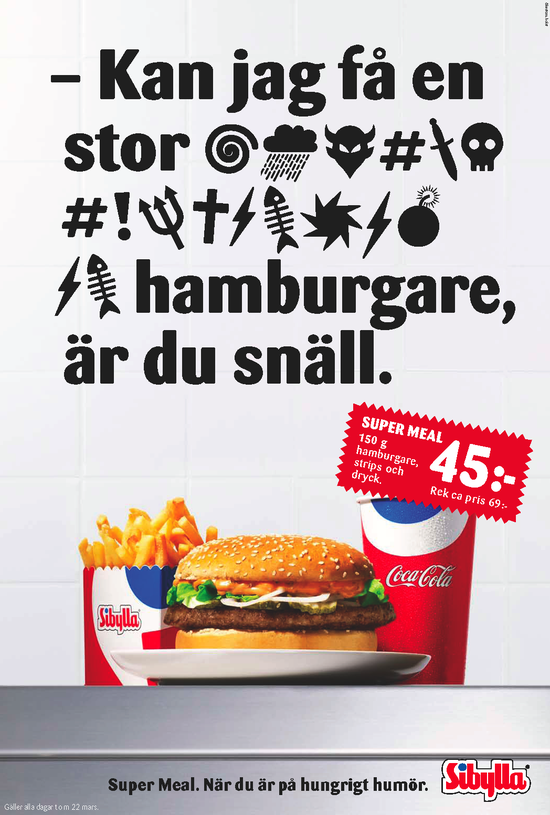 – Kan jag få en
stor #
#!
hamburgare,
är du snäll.
SUPER MEAL
150 g
hamburgare,
strips och
dryck.
45:-
Rek ca pris 69:-
Coca-Cola
Sibylla
Super Meal. När du är på hungrigt humör.
Sibylla
Gäller alla dagar t o m 22 mars.